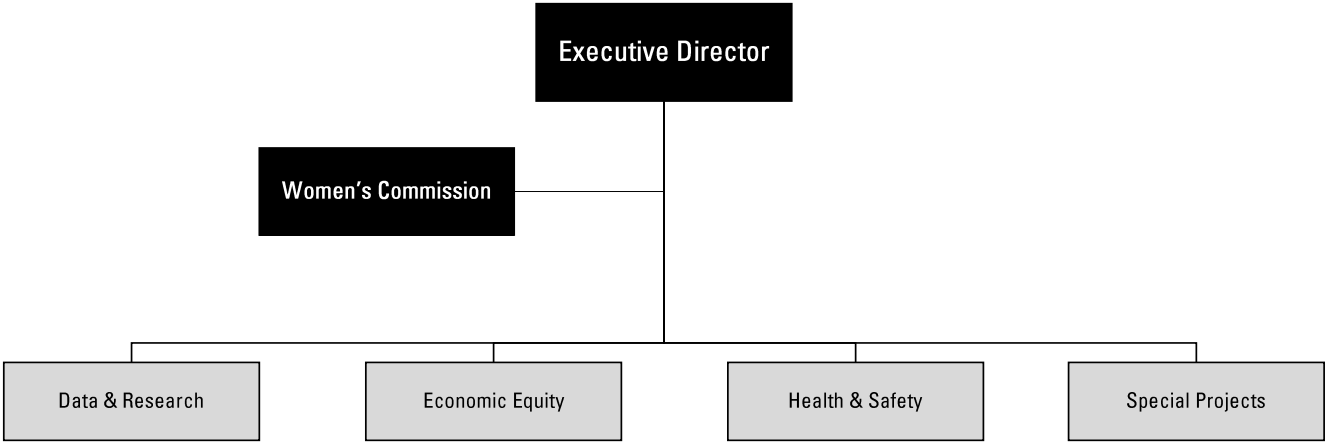 Executive Director
Women’s Commission
Data & Research
Economic Equity
Health & Safety
Special Projects